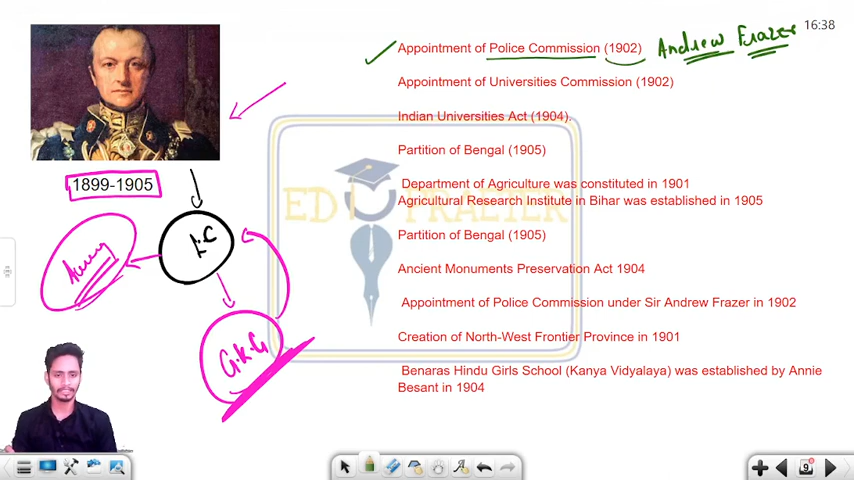 16:38
Appointment of Police Commission (1902) Andrew Frazer
Appointment of Universities Commission (1902)
Indian Universities Act (1904).
Partition of Bengal (1905)
1899-1905
Department of Agriculture was constituted in 1901
Agricultural Research Institute in Bihar was established in 1905
Partition of Bengal (1905)
Ancient Monuments Preservation Act 1904
Appointment of Police Commission under Sir Andrew Frazer in 1902
Creation of North-West Frontier Province in 1901
G.K.G
Benaras Hindu Girls School (Kanya Vidyalaya) was established by Annie
Besant in 1904
9